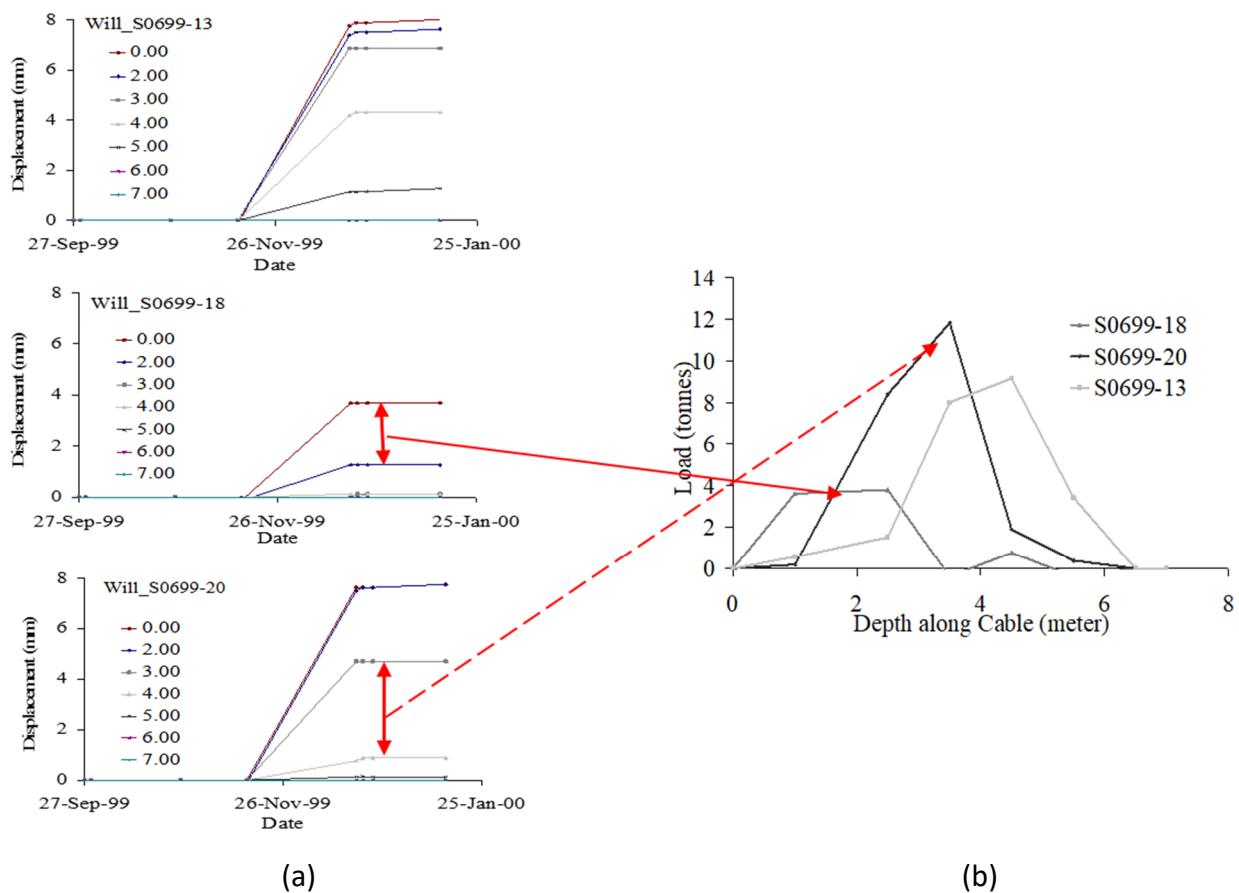 Will_S0699-13
8
6
4
2
0
Displacement (mm)
0.00
2.00
3.00
4.00
5.00
6.00
7.00
27-Sep-99 26-Nov-99 25-Jan-00
Date
Will_S0699-18
8
6
4
2
0
Displacement (mm)
0.00
2.00
3.00
4.00
5.00
6.00
7.00
27-Sep-99 26-Nov-99 25-Jan-00
Date
Will_S0699-20
8
6
4
2
0
Displacement (mm)
0.00
2.00
3.00
4.00
5.00
6.00
7.00
27-Sep-99 26-Nov-99 25-Jan-00
Date
(a)
14
12
10
8
6
4
2
0
Load (tonnes)
S0699-18
S0699-20
S0699-13
0 2 4 6 8
Depth along Cable (meter)
(b)